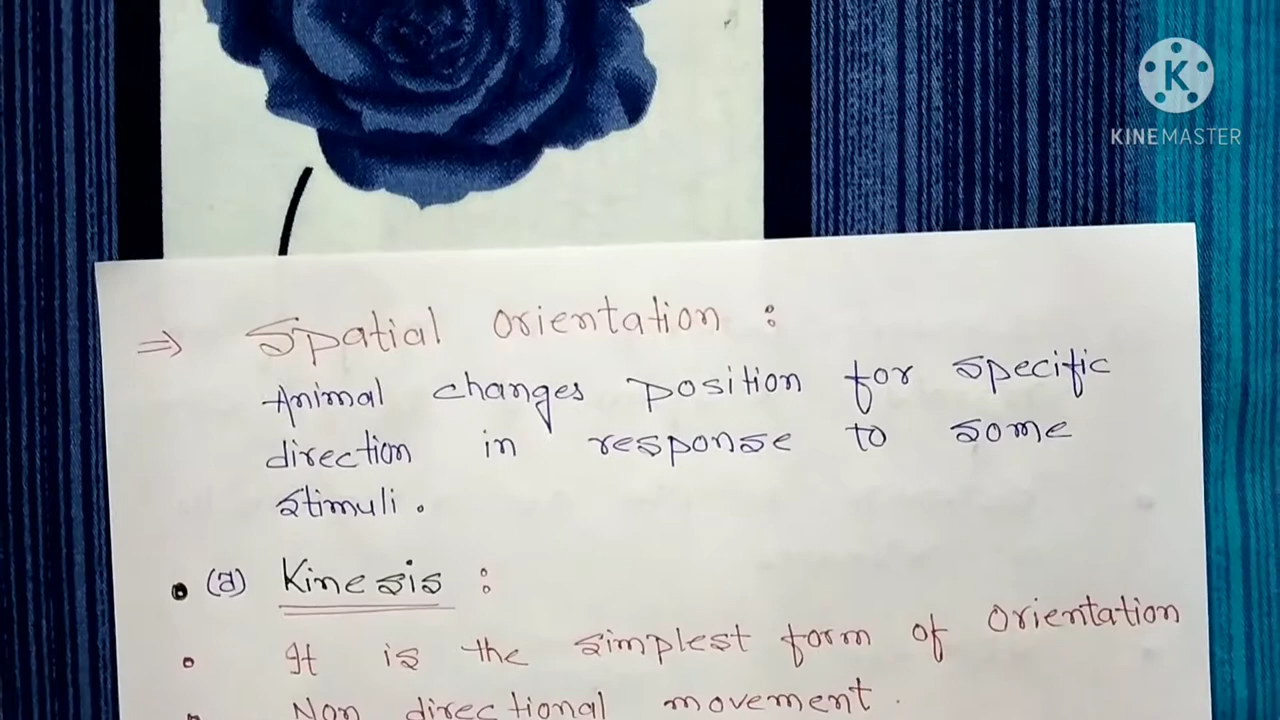 K
KINEMASTER
⇒ Spatial orientation :
Animal changes position for specific
direction in response to some
stimuli.
• (a) Kinesis :
• It is the simplest form of orientation
• Non directional movement.